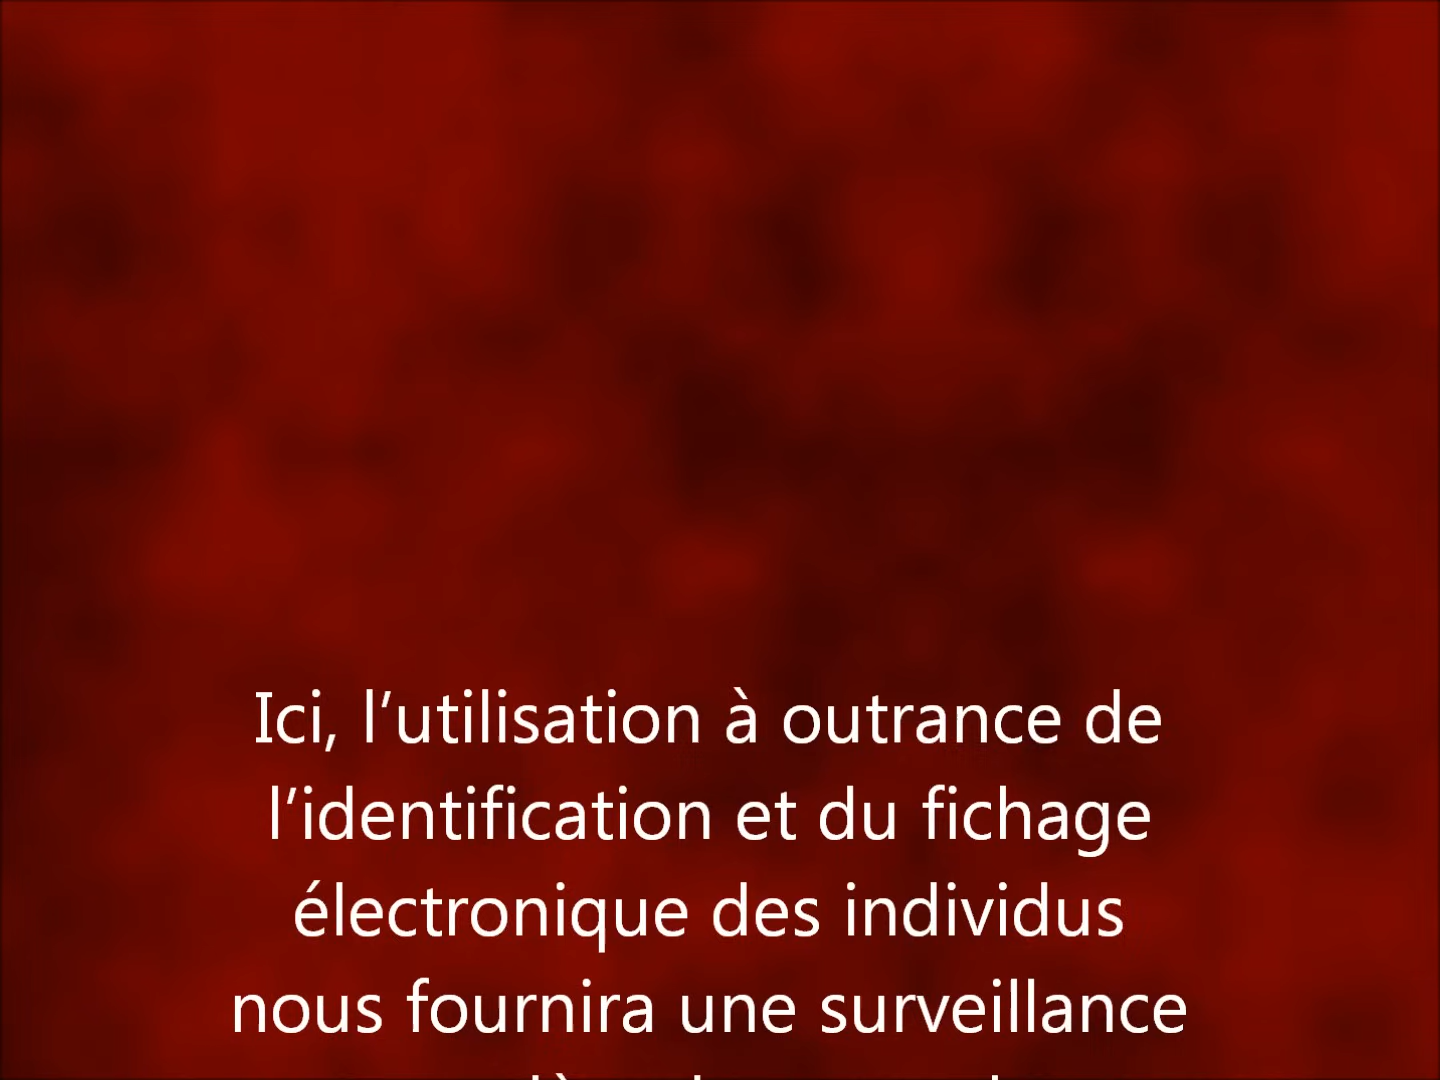 Ici, l’utilisation à outrance de
l’identification et du fichage
électronique des individus
nous fournira une surveillance